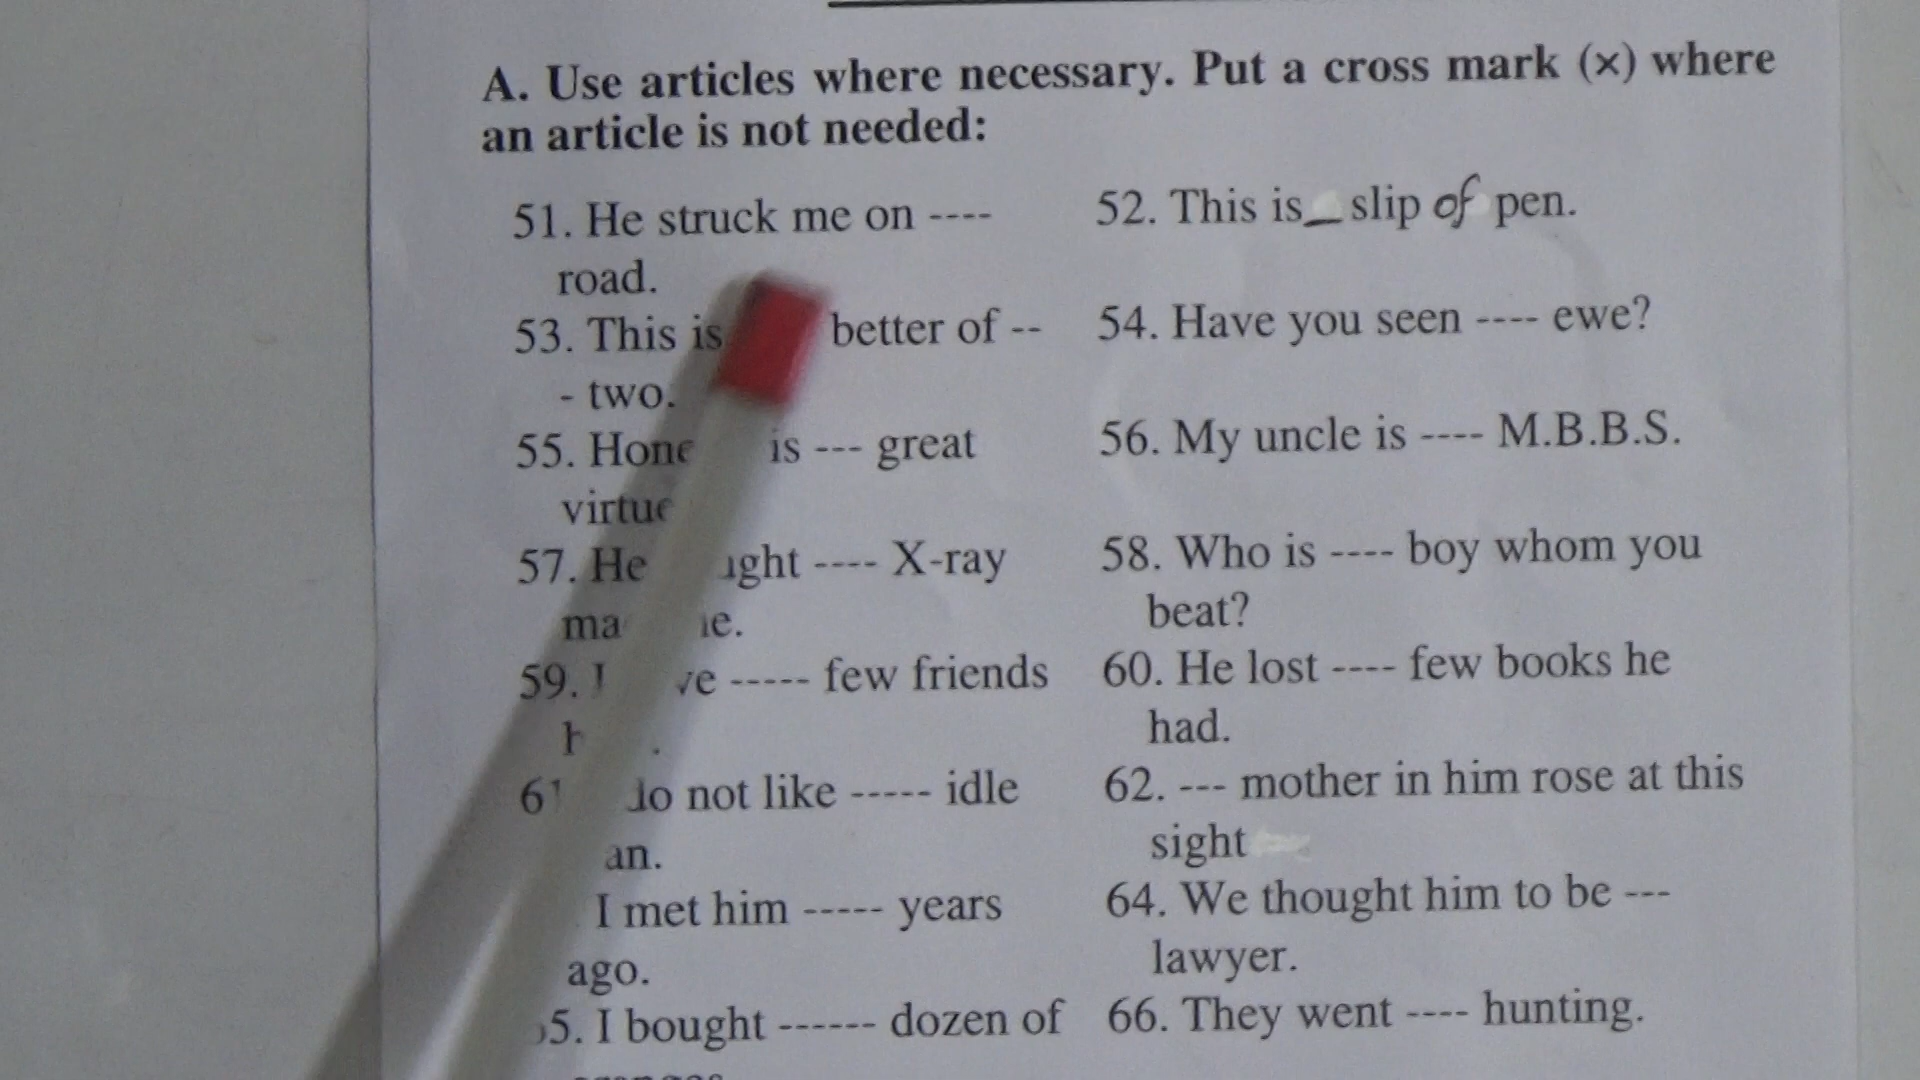 A. Use articles where necessary. Put a cross mark (×) where
an article is not needed:
51. He struck me on ----
road.
52. This is _ slip of pen.
53. This is better of --
- two.
54. Have you seen ---- ewe?
55. is --- great
56. My uncle is ---- M.B.B.S.
57. He ---- X-ray
58. Who is ---- boy whom you
beat?
59. ----- few friends
60. He lost ---- few books he
had.
not like ----- idle
62. --- mother in him rose at this
sight
I met him ----- years
ago.
64. We thought him to be ---
lawyer.
5. I bought ------ dozen of
66. They went ---- hunting.